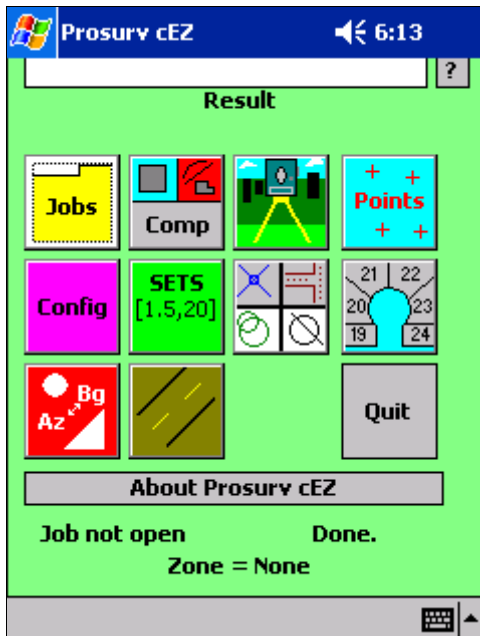 Prosurv cEZ 6:13
?
Result
Jobs
Comp
Points
Config
SETS
[1.5,20]
21 22
20 23
19 24
Bg
Az
Quit
About Prosurv cEZ
Job not open Done.
Zone = None